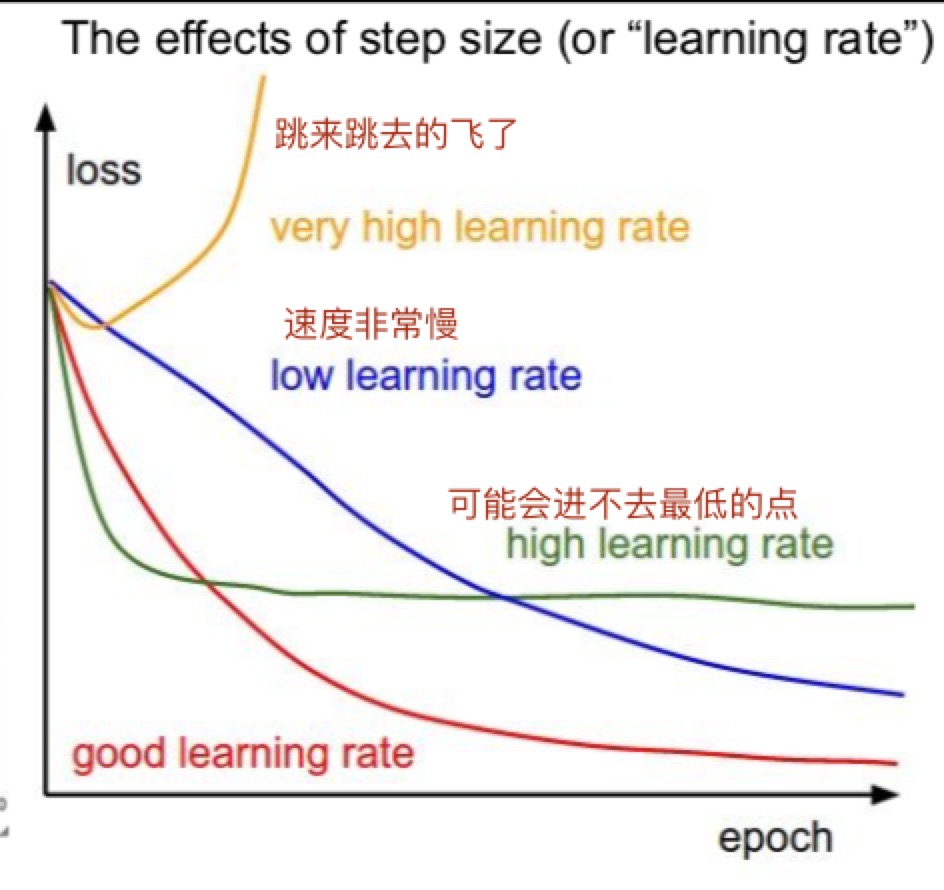 The effects of step size (or “learning rate”)
跳来跳去的飞了
loss
very high learning rate
速度非常慢
low learning rate
可能会进不去最低的点
high learning rate
good learning rate
epoch